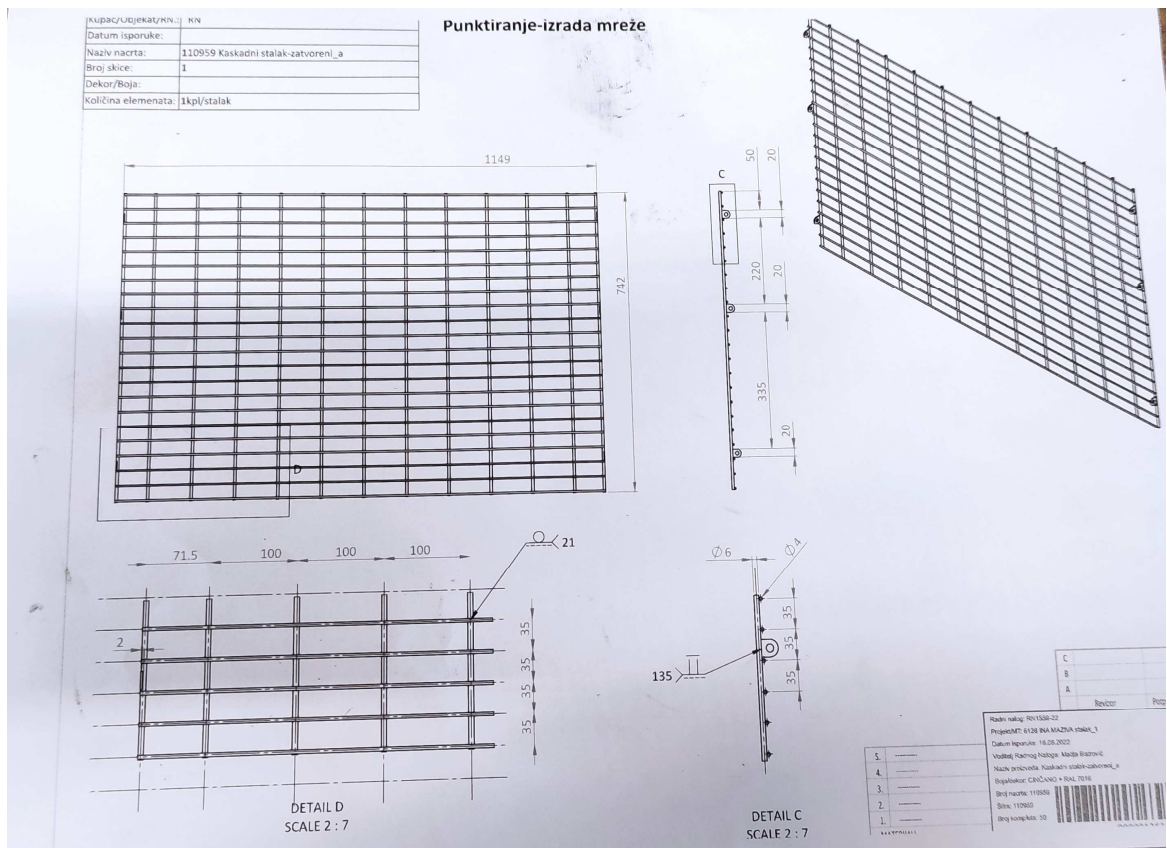 Kupac/Objekat/RN.: RN
Punktiranje-izrada mreže
Datum isporuke:
Naziv nacrta: 110959 Kaskadni stalak-zatvoreni_a
Broj skice: 1
Dekor/Boja:
Količina elemenata: 1kpl/stalak
1149
742
D
C
50
20
220
20
335
20
71.5
100
100
100
21
2
35
35
35
35
DETAIL D
SCALE 2 : 7
Ø6
Ø4
35
35
35
135
DETAIL C
SCALE 2 : 7
C
B
A
Revizor
5.
4.
3.
2.
1.
Radni nalog: RN1559-22
Projekt/MT: 6126 INA MAZIVA stalak_1
Datum isporuke: 16.09.2022
Voditelj Radnog Naloga: Matija
Naziv proizvoda: Kaskadni stalak-zatvoreni_a
Boja/dekor: CINČANO + RAL 7016
Broj nacrta: 110959
Šifra: 110959
Broj kompleta: 50